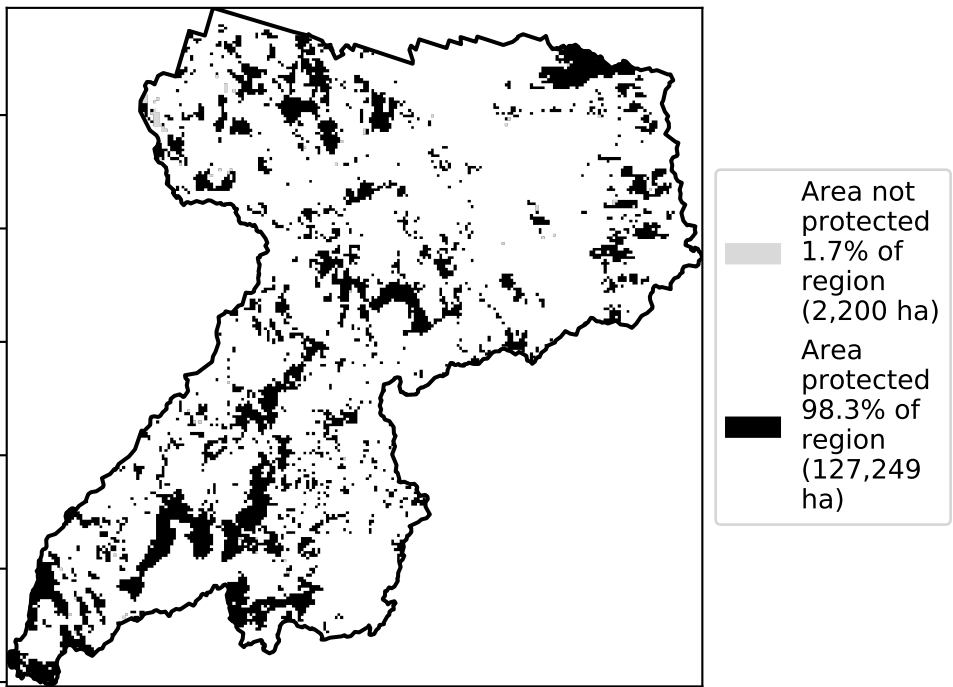 Area not
protected
1.7% of
region
(2,200 ha)
Area
protected
98.3% of
region
(127,249
ha)